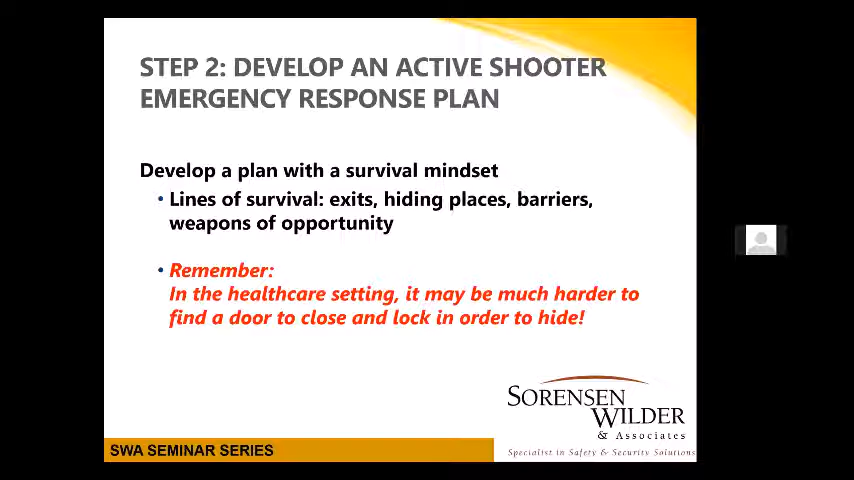 STEP 2: DEVELOP AN ACTIVE SHOOTER
EMERGENCY RESPONSE PLAN
Develop a plan with a survival mindset
• Lines of survival: exits, hiding places, barriers,
weapons of opportunity
• Remember:
In the healthcare setting, it may be much harder to
find a door to close and lock in order to hide!
SORENSEN
WILDER
& Associates
Specialist in Safety & Security Solutions
SWA SEMINAR SERIES